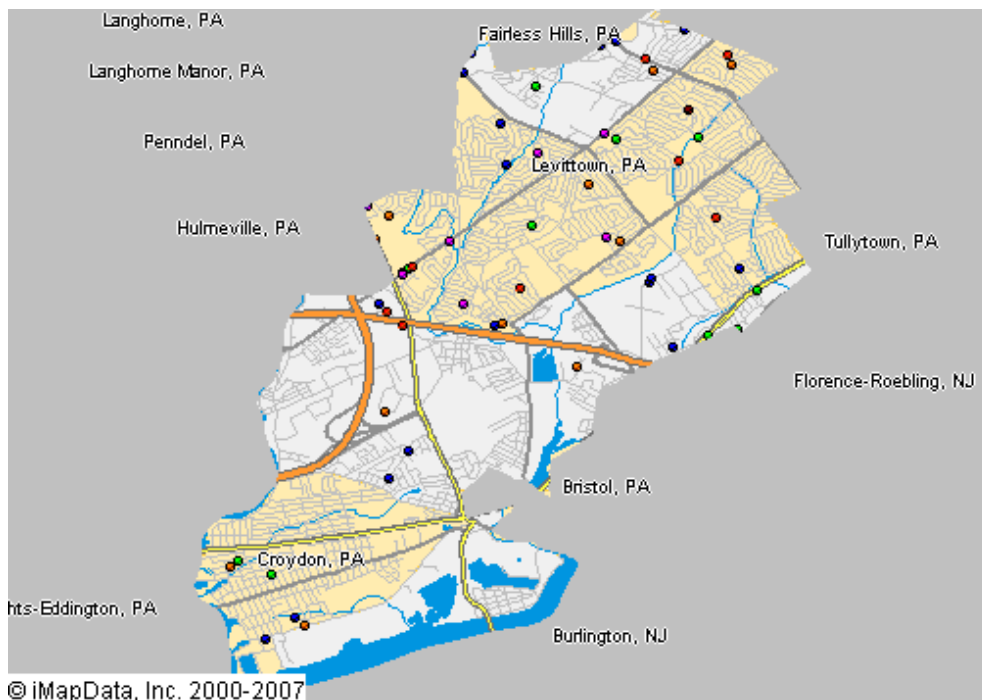 Langhorne, PA
Fairless Hills, PA
Langhorne Manor, PA
Penndel, PA
Levittown, PA
Hulmeville, PA
Tullytown, PA
Florence-Roebling, NJ
Bristol, PA
Croydon, PA
hts-Eddington, PA
Burlington, NJ
© iMapData, Inc. 2000-2007